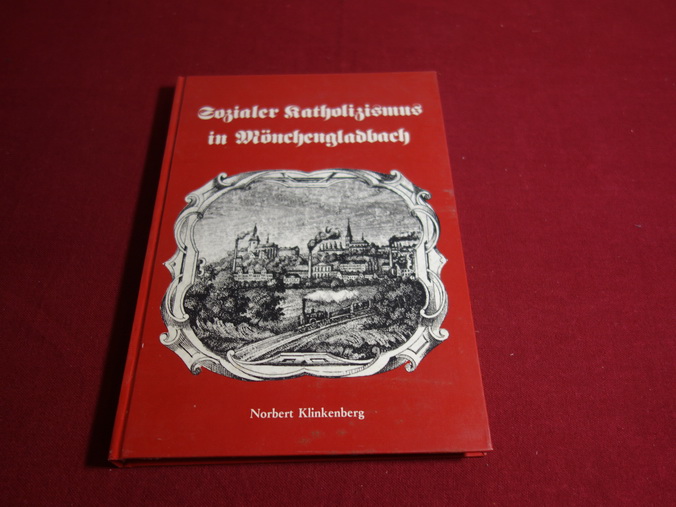 Sozialer Katholizismus
in Mönchengladbach
Norbert Klinkenberg